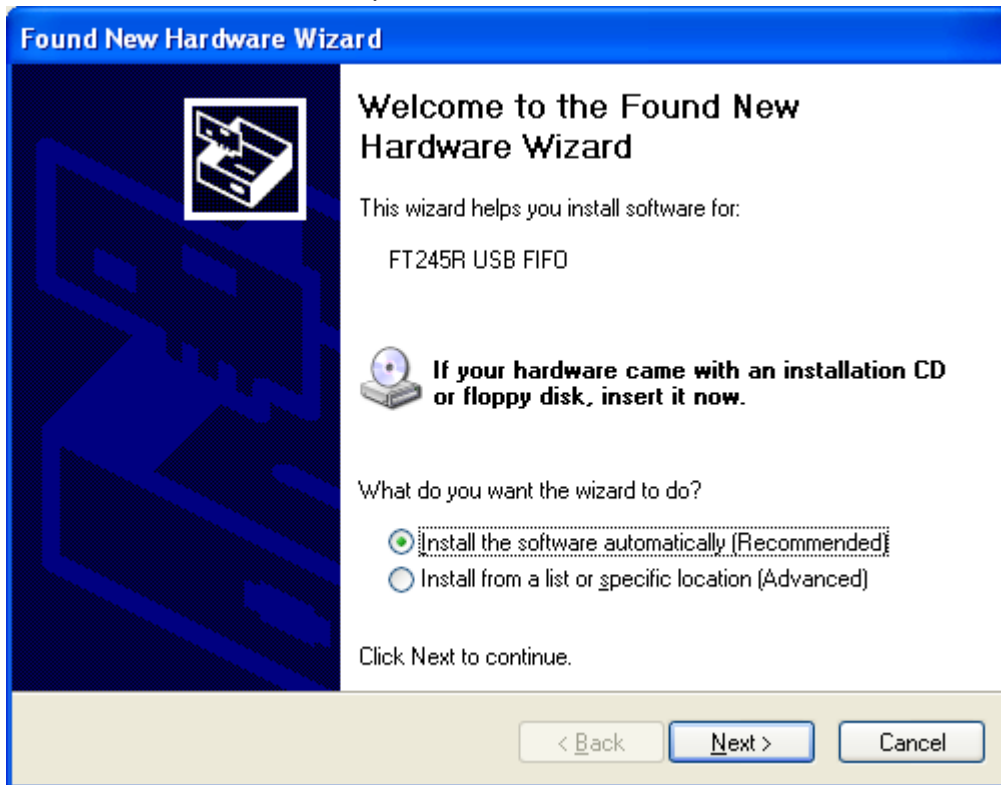 Found New Hardware Wizard
Welcome to the Found New
Hardware Wizard
This wizard helps you install software for:
FT245R USB FIFO
If your hardware came with an installation CD
or floppy disk, insert it now.
What do you want the wizard to do?
Install the software automatically (Recommended)
Install from a list or specific location (Advanced)
Click Next to continue.
< Back Next > Cancel